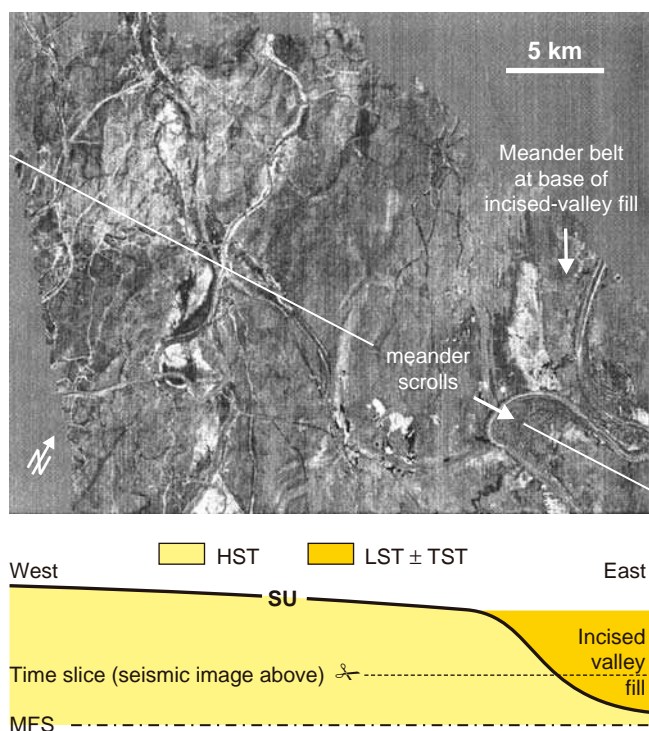 5 km
Meander belt
at base of
incised-valley fill
meander
scrolls
N
HST
LST ± TST
West
East
SU
Incised
valley
fill
Time slice (seismic image above)
MFS